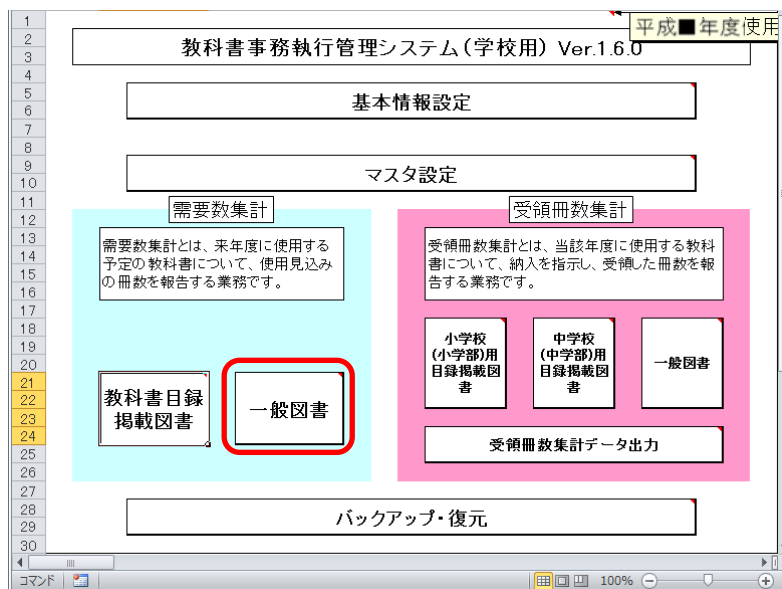 平成■年度使用
教科書事務執行管理システム(学校用) Ver.1.6.0
基本情報設定
マスタ設定
需要数集計
需要数集計とは、来年度に使用する
予定の教科書について、使用見込み
の冊数を報告する業務です。
教科書目録
掲載図書
一般図書
受領冊数集計
受領冊数集計とは、当該年度に使用する教科
書について、納入を指示し、受領した冊数を報
告する業務です。
小学校
(小学部)用
目録掲載図
書
中学校
(中学部)用
目録掲載図
書
一般図書
受領冊数集計データ出力
バックアップ・復元
1
2
3
4
5
6
7
8
9
10
11
12
13
14
15
16
17
18
19
20
21
22
23
24
25
26
27
28
29
30
コマンド
100%